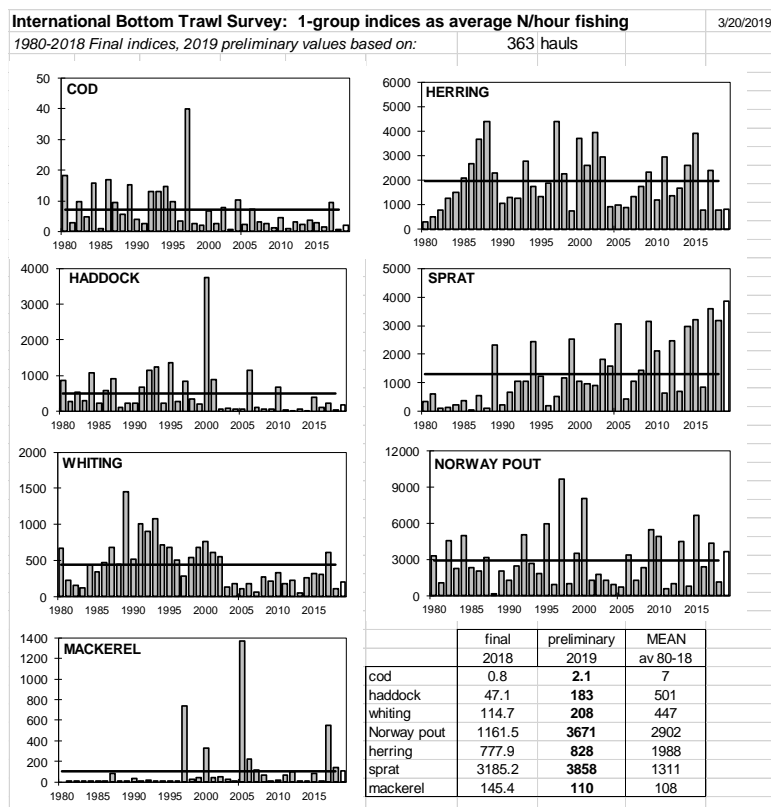 International Bottom Trawl Survey: 1-group indices as average N/hour fishing 3/20/2019
1980-2018 Final indices, 2019 preliminary values based on: 363 hauls
COD
50
40
30
20
10
0
1980 1985 1990 1995 2000 2005 2010 2015
HERRING
6000
5000
4000
3000
2000
1000
0
1980 1985 1990 1995 2000 2005 2010 2015
HADDOCK
4000
3000
2000
1000
0
1980 1985 1990 1995 2000 2005 2010 2015
SPRAT
5000
4000
3000
2000
1000
0
1980 1985 1990 1995 2000 2005 2010 2015
WHITING
2000
1500
1000
500
0
1980 1985 1990 1995 2000 2005 2010 2015
NORWAY POUT
12000
9000
6000
3000
0
1980 1985 1990 1995 2000 2005 2010 2015
MACKEREL
1400
1200
1000
800
600
400
200
0
1980 1985 1990 1995 2000 2005 2010 2015
final preliminary MEAN
2018 2019 av 80-18
cod 0.8 2.1 7
haddock 47.1 183 501
whiting 114.7 208 447
Norway pout 1161.5 3671 2902
herring 777.9 828 1988
sprat 3185.2 3858 1311
mackerel 145.4 110 108